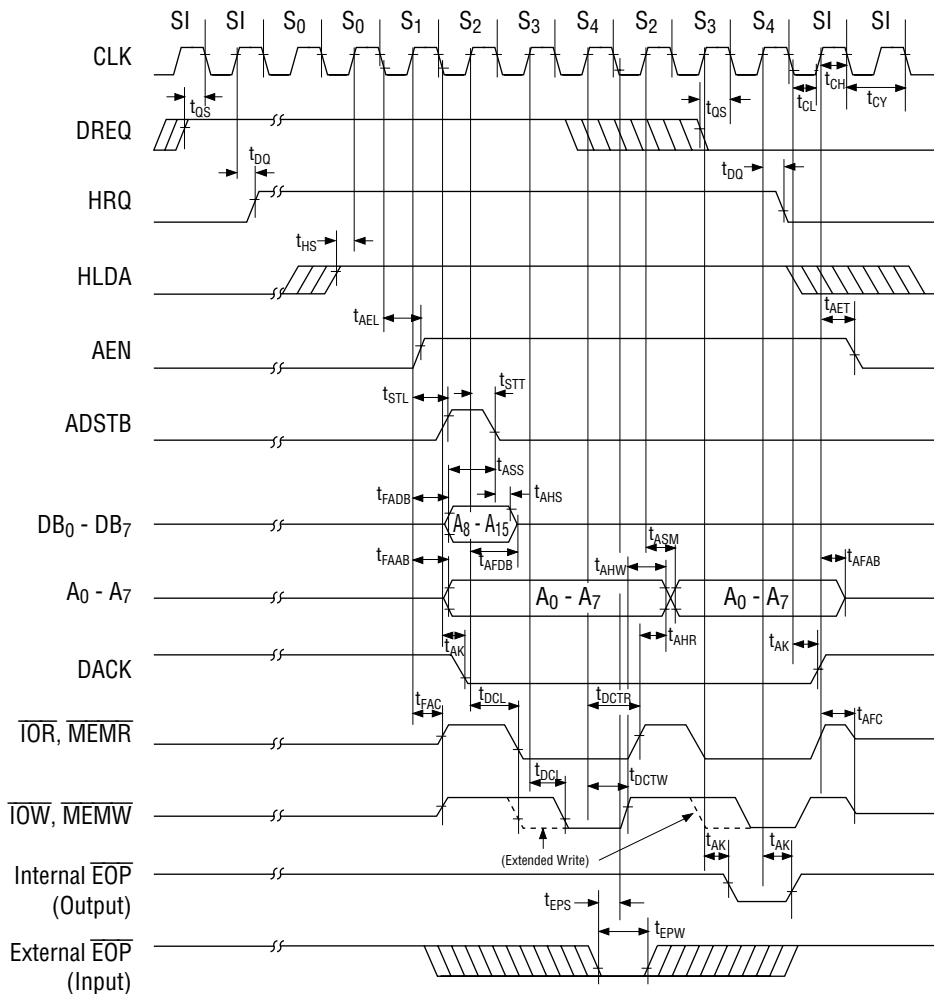 SI SI S0 S0 S1 S2 S3 S4 S2 S3 S4 SI SI
CLK
tCH
tCL
tCY
tQS
tQS
DREQ
tDQ
tDQ
HRQ
tHS
HLDA
tAEL
tAET
AEN
tSTL
tSTT
ADSTB
tASS
tFADB
tAHS
DB0 - DB7
A8 - A15
tFAAB
tAFDB
tAHW
tASM
tAFAB
A0 - A7
A0 - A7
A0 - A7
tAK
tAHR
tAK
DACK
tFAC
tDCL
tDCTR
tAFC
IOR, MEMR
tDCL
tDCTW
IOW, MEMW
(Extended Write)
tAK
tAK
Internal EOP
(Output)
tEPS
tEPW
External EOP
(Input)